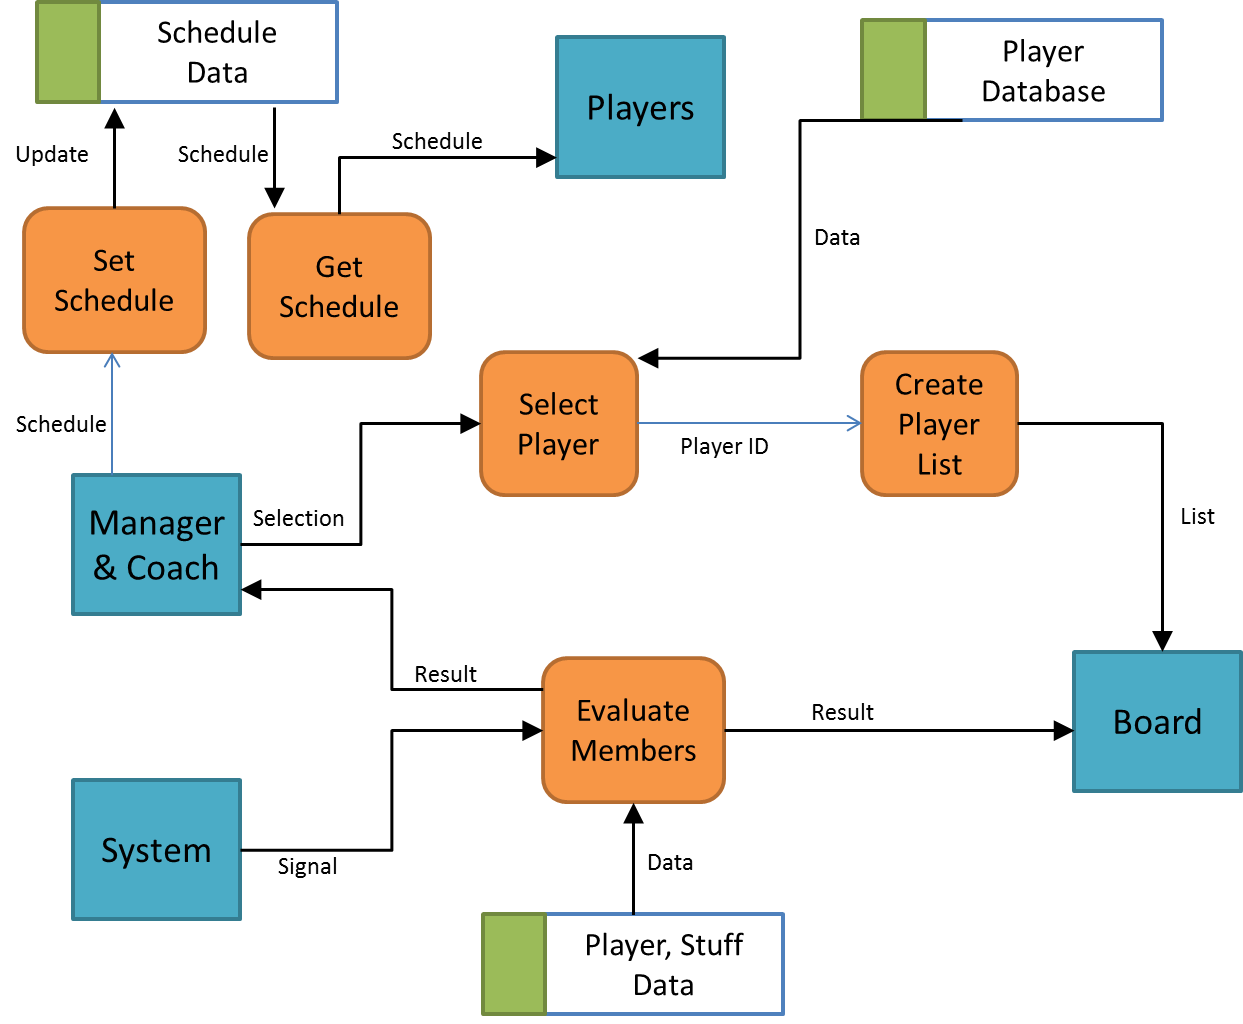 Schedule
Data
Player
Database
Players
Update
Schedule
Schedule
Data
Set
Schedule
Get
Schedule
Schedule
Select
Player
Create
Player
List
Player ID
Manager
& Coach
Selection
List
Result
Evaluate
Members
Result
Board
System
Signal
Data
Player, Stuff
Data